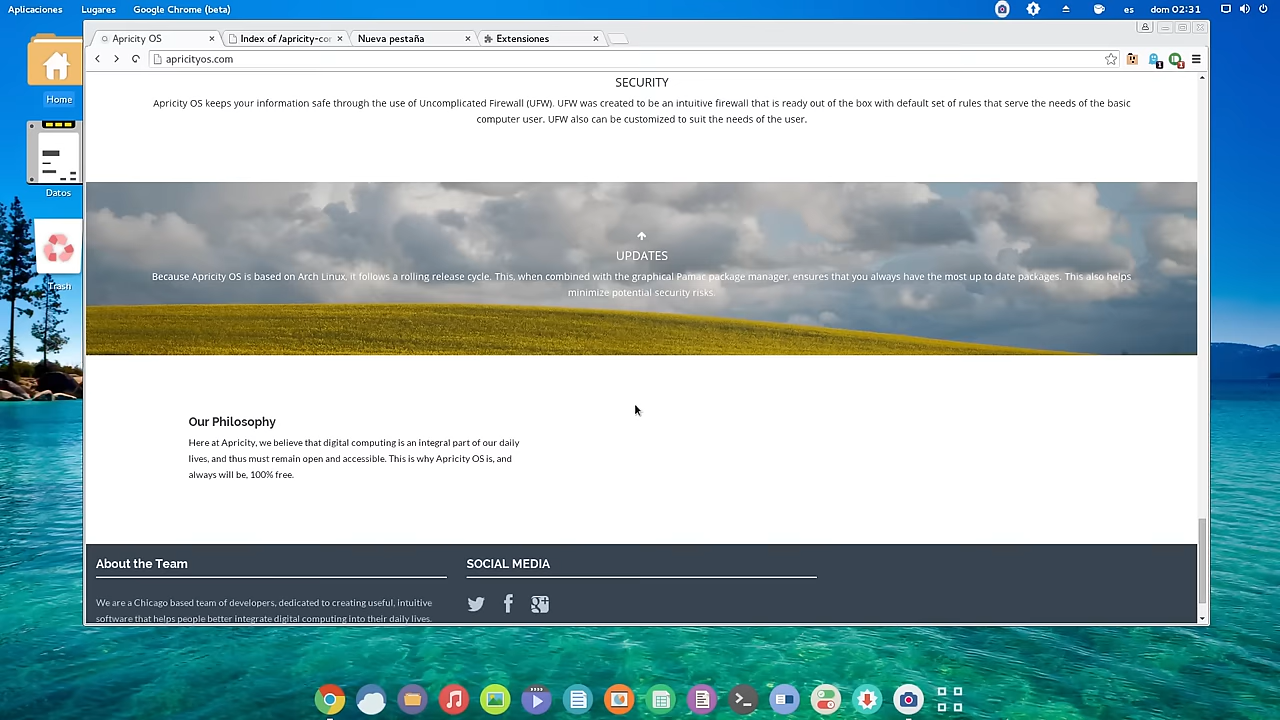 Aplicaciones Lugares Google Chrome (beta) es dom 02:31
Apricity OS Index of /apricity-cor Nueva pestaña Extensiones
apricityos.com
Home
Datos
Trash
SECURITY
Apricity OS keeps your information safe through the use of Uncomplicated Firewall (UFW). UFW was created to be an intuitive firewall that is ready out of the box with default set of rules that serve the needs of the basic
computer user. UFW also can be customized to suit the needs of the user.
UPDATES
Because Apricity OS is based on Arch Linux, it follows a rolling release cycle. This, when combined with the graphical Pamac package manager, ensures that you always have the most up to date packages. This also helps
minimize potential security risks.
Our Philosophy
Here at Apricity, we believe that digital computing is an integral part of our daily
lives, and thus must remain open and accessible. This is why Apricity OS is, and
always will be, 100% free.
About the Team
We are a Chicago based team of developers, dedicated to creating useful, intuitive
software that helps people better integrate digital computing into their daily lives.
SOCIAL MEDIA